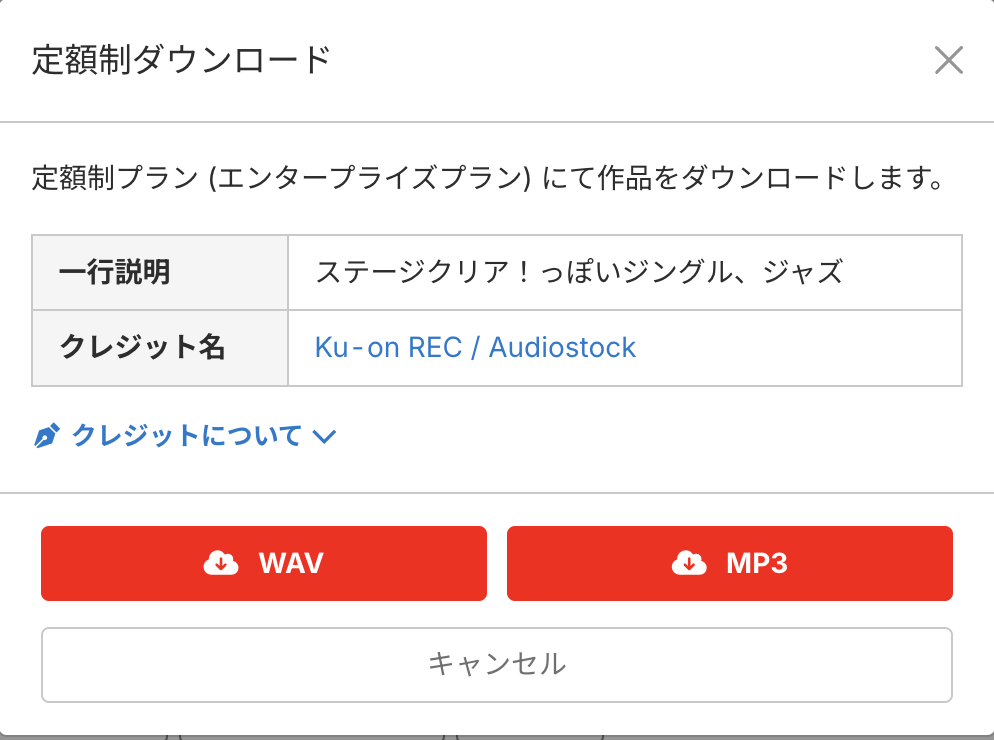 定額制ダウンロード
定額制プラン (エンタープライズプラン) にて作品をダウンロードします。
一行説明 ステージクリア！っぽいジングル、ジャズ
クレジット名 Ku-on REC / Audiostock
クレジットについて
WAV MP3
キャンセル